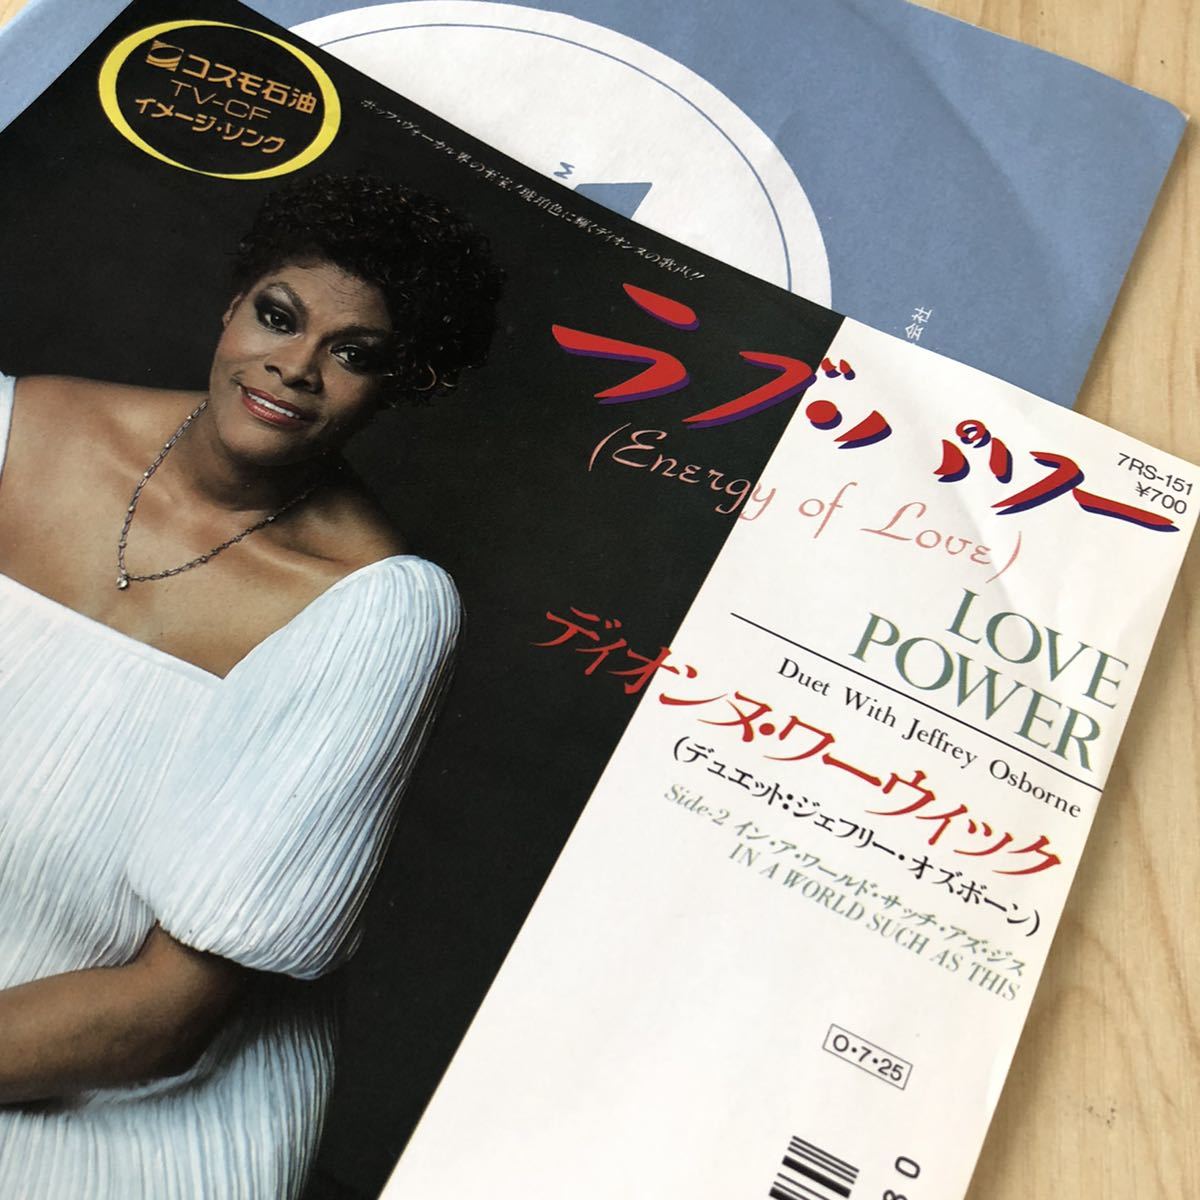 コスモ石油
TV-CF
イメージ・ソング
ポップ・ヴォーカル界の至宝!琥珀色に輝くディオンヌの歌声!!
会社
ラブ・パワー
(Energy of Love)
7RS-151
¥700
LOVE
POWER
Duet With Jeffrey Osborne
ディオンヌ・ワーウィック
(デュエット:ジェフリー・オズボーン)
Side-2 イン・ア・ワールド・サッチ・アズ・ジス
IN A WORLD SUCH AS THIS
O・7・25